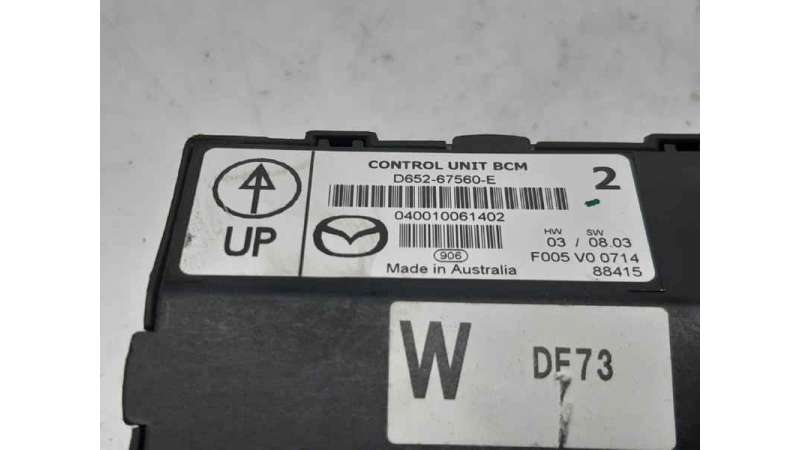 CONTROL UNIT BCM
D652-67560-E
2
040010061402
UP
HW SW
03 / 08.03
906
F005 V0 0714
Made in Australia
88415
W
DF73